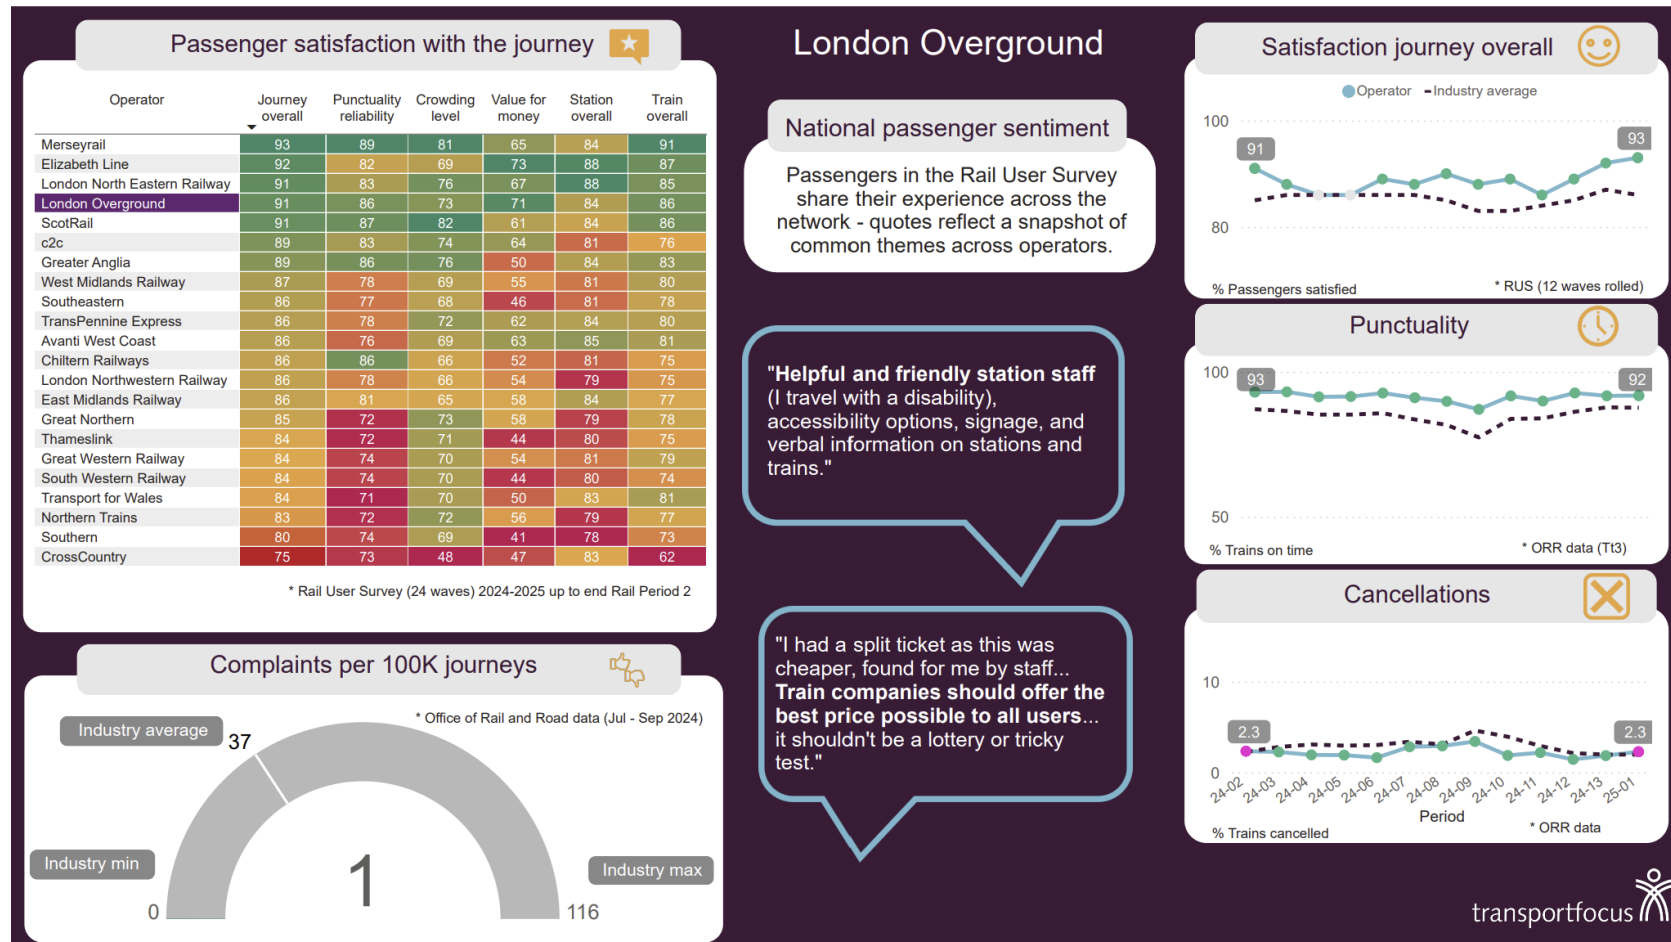 Passenger satisfaction with the journey
Operator Journey overall Punctuality reliability Crowding level Value for money Station overall Train overall
Merseyrail 93 89 81 65 84 91
Elizabeth Line 92 82 69 73 88 87
London North Eastern Railway 91 83 76 67 88 85
London Overground 91 86 73 71 84 86
ScotRail 91 87 82 61 84 86
c2c 89 83 74 64 81 76
Greater Anglia 89 86 76 50 84 83
West Midlands Railway 87 78 69 55 81 80
Southeastern 86 77 68 46 81 78
TransPennine Express 86 78 72 62 84 80
Avanti West Coast 86 76 69 63 85 81
Chiltern Railways 86 86 66 52 81 75
London Northwestern Railway 86 78 66 54 79 75
East Midlands Railway 86 81 65 58 84 77
Great Northern 85 72 73 58 79 78
Thameslink 84 72 71 44 80 75
Great Western Railway 84 74 70 54 81 79
South Western Railway 84 74 70 44 80 74
Transport for Wales 84 71 70 50 83 81
Northern Trains 83 72 72 56 79 77
Southern 80 74 69 41 78 73
CrossCountry 75 73 48 47 83 62
* Rail User Survey (24 waves) 2024-2025 up to end Rail Period 2
Complaints per 100K journeys
* Office of Rail and Road data (Jul - Sep 2024)
Industry average
37
Industry min
Industry max
1
0
116
London Overground
National passenger sentiment
Passengers in the Rail User Survey
share their experience across the
network - quotes reflect a snapshot of
common themes across operators.
"Helpful and friendly station staff
(I travel with a disability),
accessibility options, signage, and
verbal information on stations and
trains."
"I had a split ticket as this was
cheaper, found for me by staff...
Train companies should offer the
best price possible to all users...
it shouldn't be a lottery or tricky
test."
Satisfaction journey overall
Operator Industry average
100
91
93
80
% Passengers satisfied
* RUS (12 waves rolled)
Punctuality
100
93
92
50
% Trains on time
* ORR data (Tt3)
Cancellations
10
2.3
2.3
0
24-02 24-03 24-04 24-05 24-06 24-07 24-08 24-09 24-10 24-11 24-12 24-13 25-01
Period
% Trains cancelled
* ORR data
transportfocus